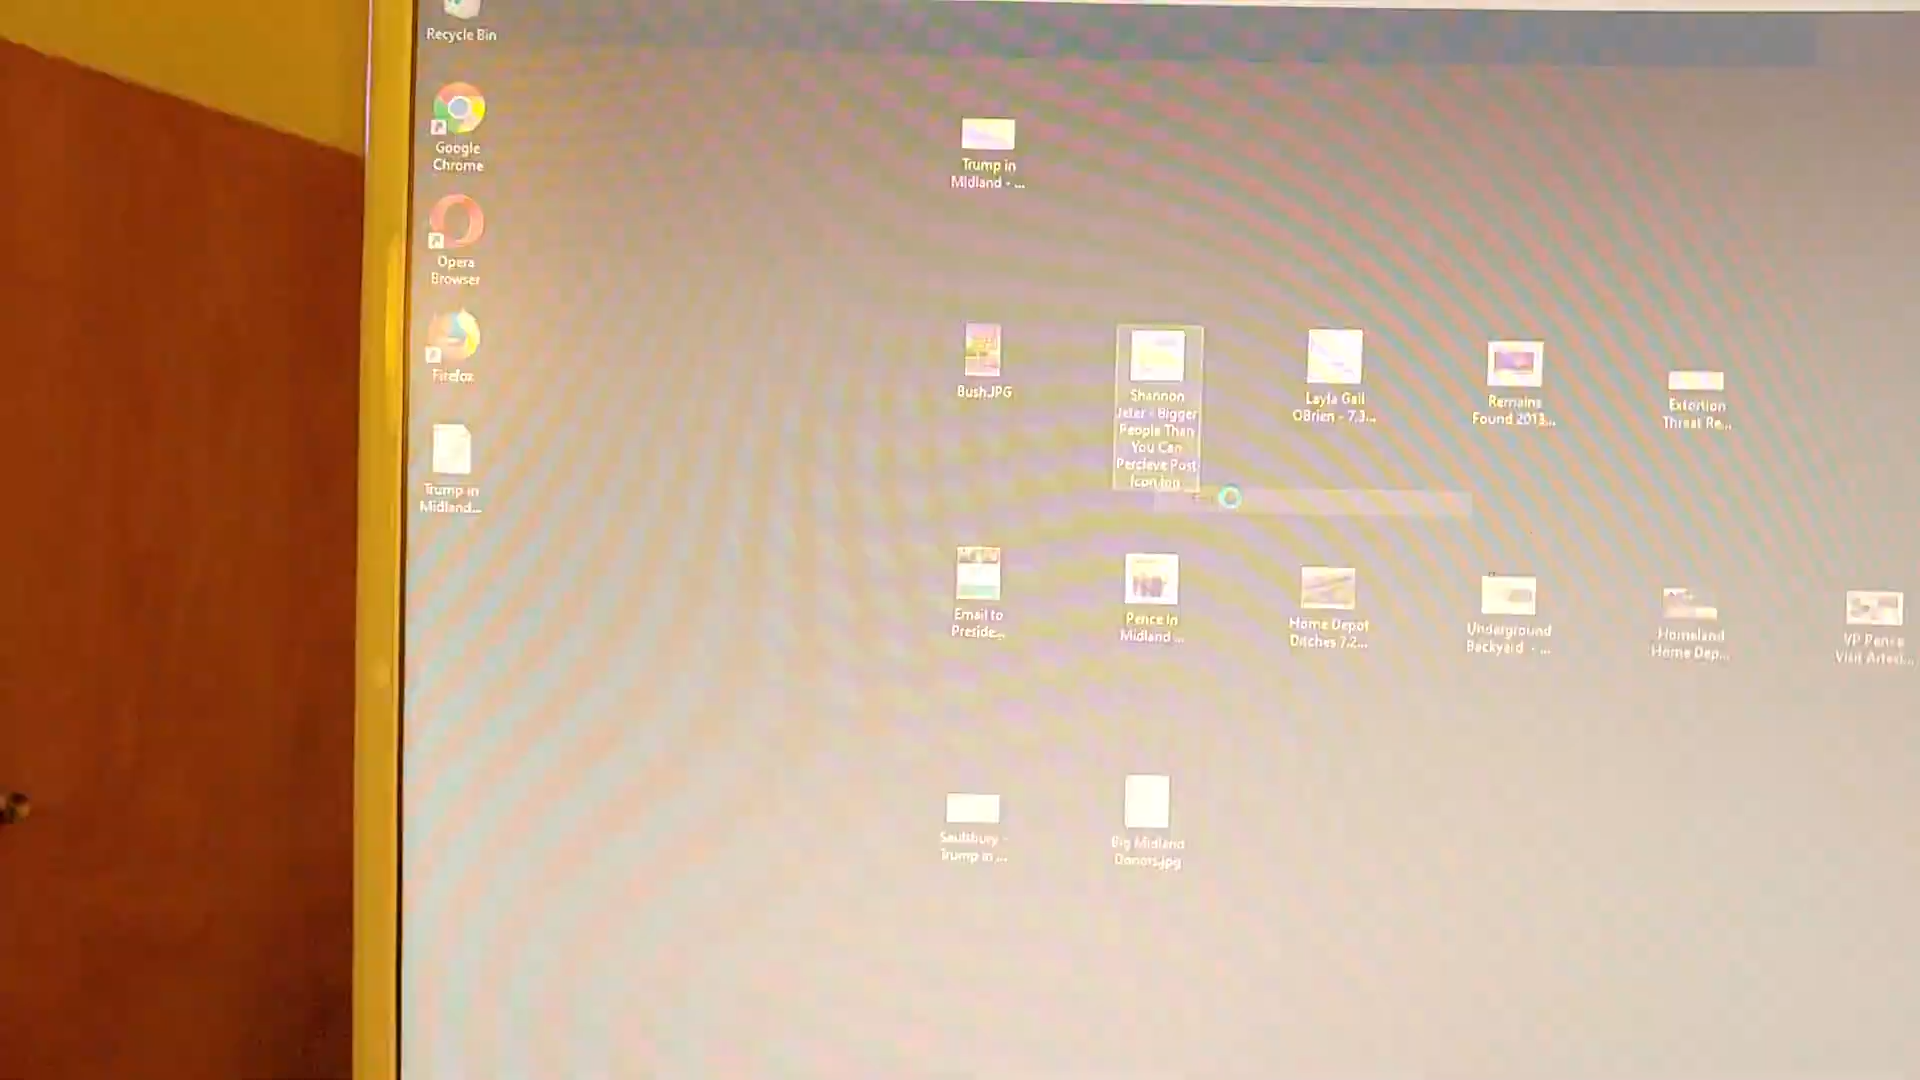 Recycle Bin
Google
Chrome
Opera
Browser
Firefox
Trump in
Midland...
Trump in
Midland - ...
Bush.JPG
Shannon
Jeter - Bigger
People Than
You Can
Percieve Post
Icon.jpg
Layla Gail
OBrien - 7.3...
Remains
Found 2013...
Extortion
Threat Re...
Email to
Preside...
Pence in
Midland ...
Home Depot
Ditches 7.2...
Underground
Backyard - ...
Homeland
Home Dep...
VP Pence
Visit Artesi...
Saulsbury -
Trump in ...
Big Midland
Donors.jpg